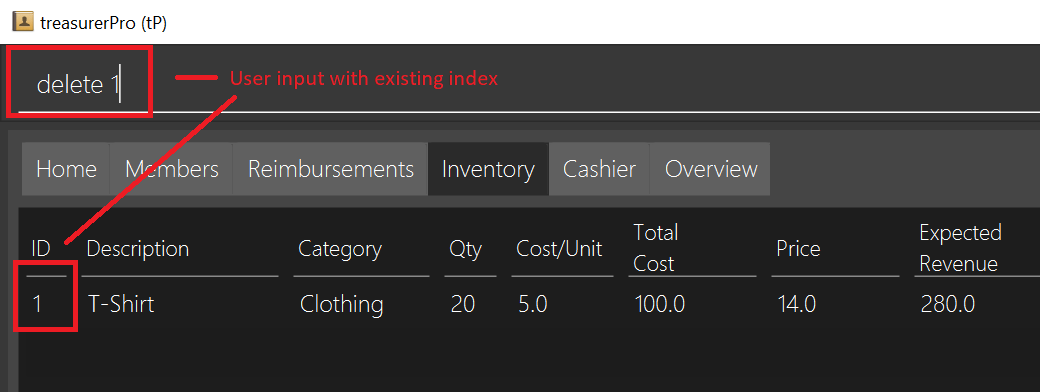 treasurerPro (tP)
delete 1
User input with existing index
Home Members Reimbursements Inventory Cashier Overview
ID Description Category Qty Cost/Unit Total Cost Price Expected Revenue
1 T-Shirt Clothing 20 5.0 100.0 14.0 280.0